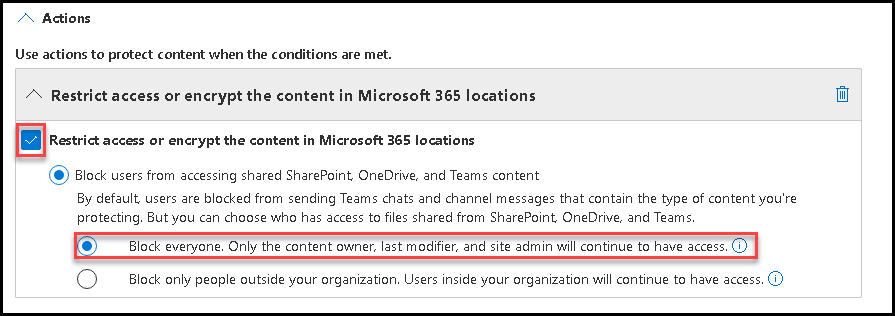 Actions
Use actions to protect content when the conditions are met.
Restrict access or encrypt the content in Microsoft 365 locations
Restrict access or encrypt the content in Microsoft 365 locations
Block users from accessing shared SharePoint, OneDrive, and Teams content
By default, users are blocked from sending Teams chats and channel messages that contain the type of content you're
protecting. But you can choose who has access to files shared from SharePoint, OneDrive, and Teams.
Block everyone. Only the content owner, last modifier, and site admin will continue to have access.
Block only people outside your organization. Users inside your organization will continue to have access.